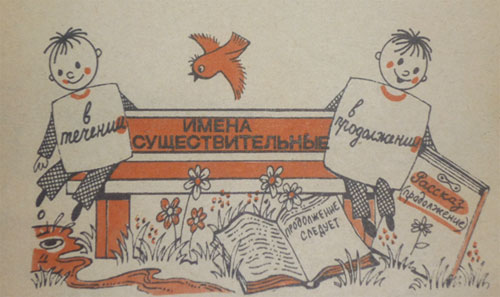 в
течении
ИМЕНА
СУЩЕСТВИТЕЛЬНЫЕ
в
продолжении
ПРОДОЛЖЕНИЕ
СЛЕДУЕТ
Рассказ
(продолжение)